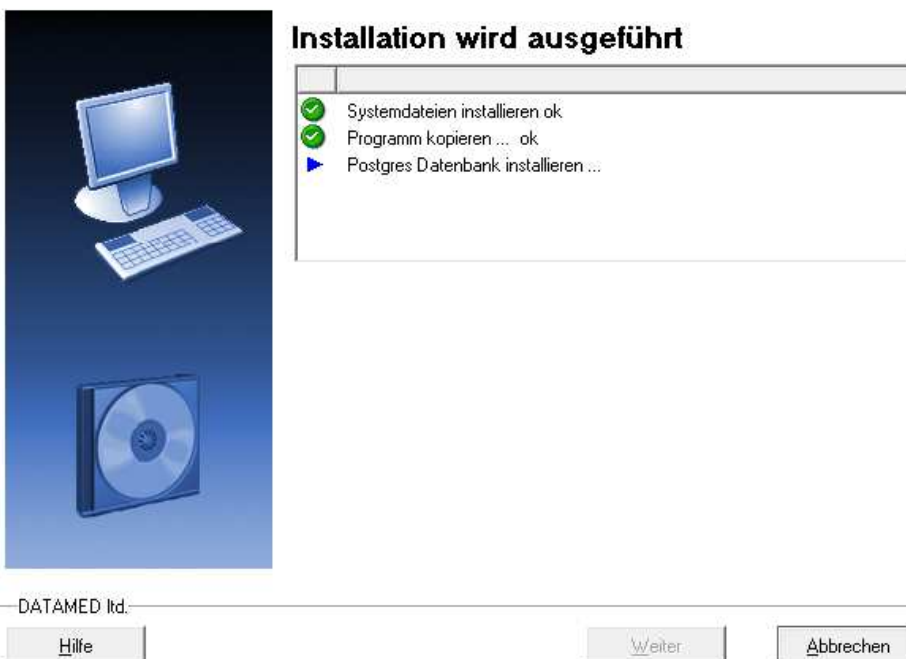 Installation wird ausgeführt
Systemdateien installieren ok
Programm kopieren ... ok
Postgres Datenbank installieren ...
DATAMED ltd.
Hilfe
Weiter
Abbrechen